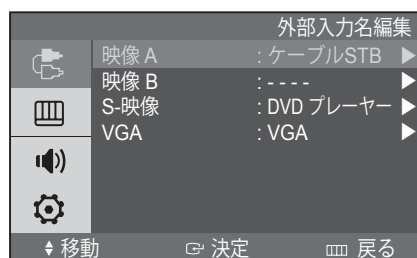 外部入力名編集
映像 A : ケーブルSTB ▶
映像 B : - - - - ▶
S-映像 : DVD プレーヤー ▶
VGA : VGA ▶
移動 決定 戻る